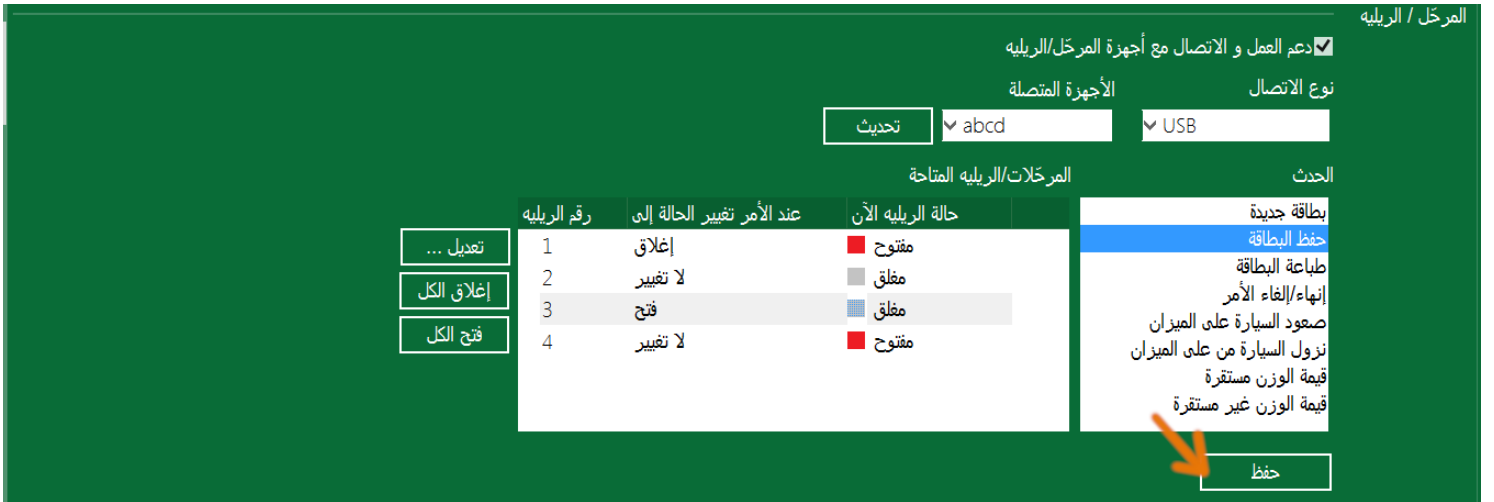 المرحّل / الريليه
دعم العمل و الاتصال مع أجهزة المرحّل/الريليه
نوع الاتصال الأجهزة المتصلة
USB abcd تحديث
الحدث المرحّلات/الريليه المتاحة
حالة الريليه الآن عند الأمر تغيير الحالة إلى رقم الريليه
بطاقة جديدة
حفظ البطاقة
طباعة البطاقة
إنهاء/إلغاء الأمر
صعود السيارة على الميزان
نزول السيارة من على الميزان
قيمة الوزن مستقرة
قيمة الوزن غير مستقرة
مفتوح إغلاق 1
مغلق لا تغيير 2
مغلق فتح 3
مفتوح لا تغيير 4
تعديل ...
إغلاق الكل
فتح الكل
حفظ